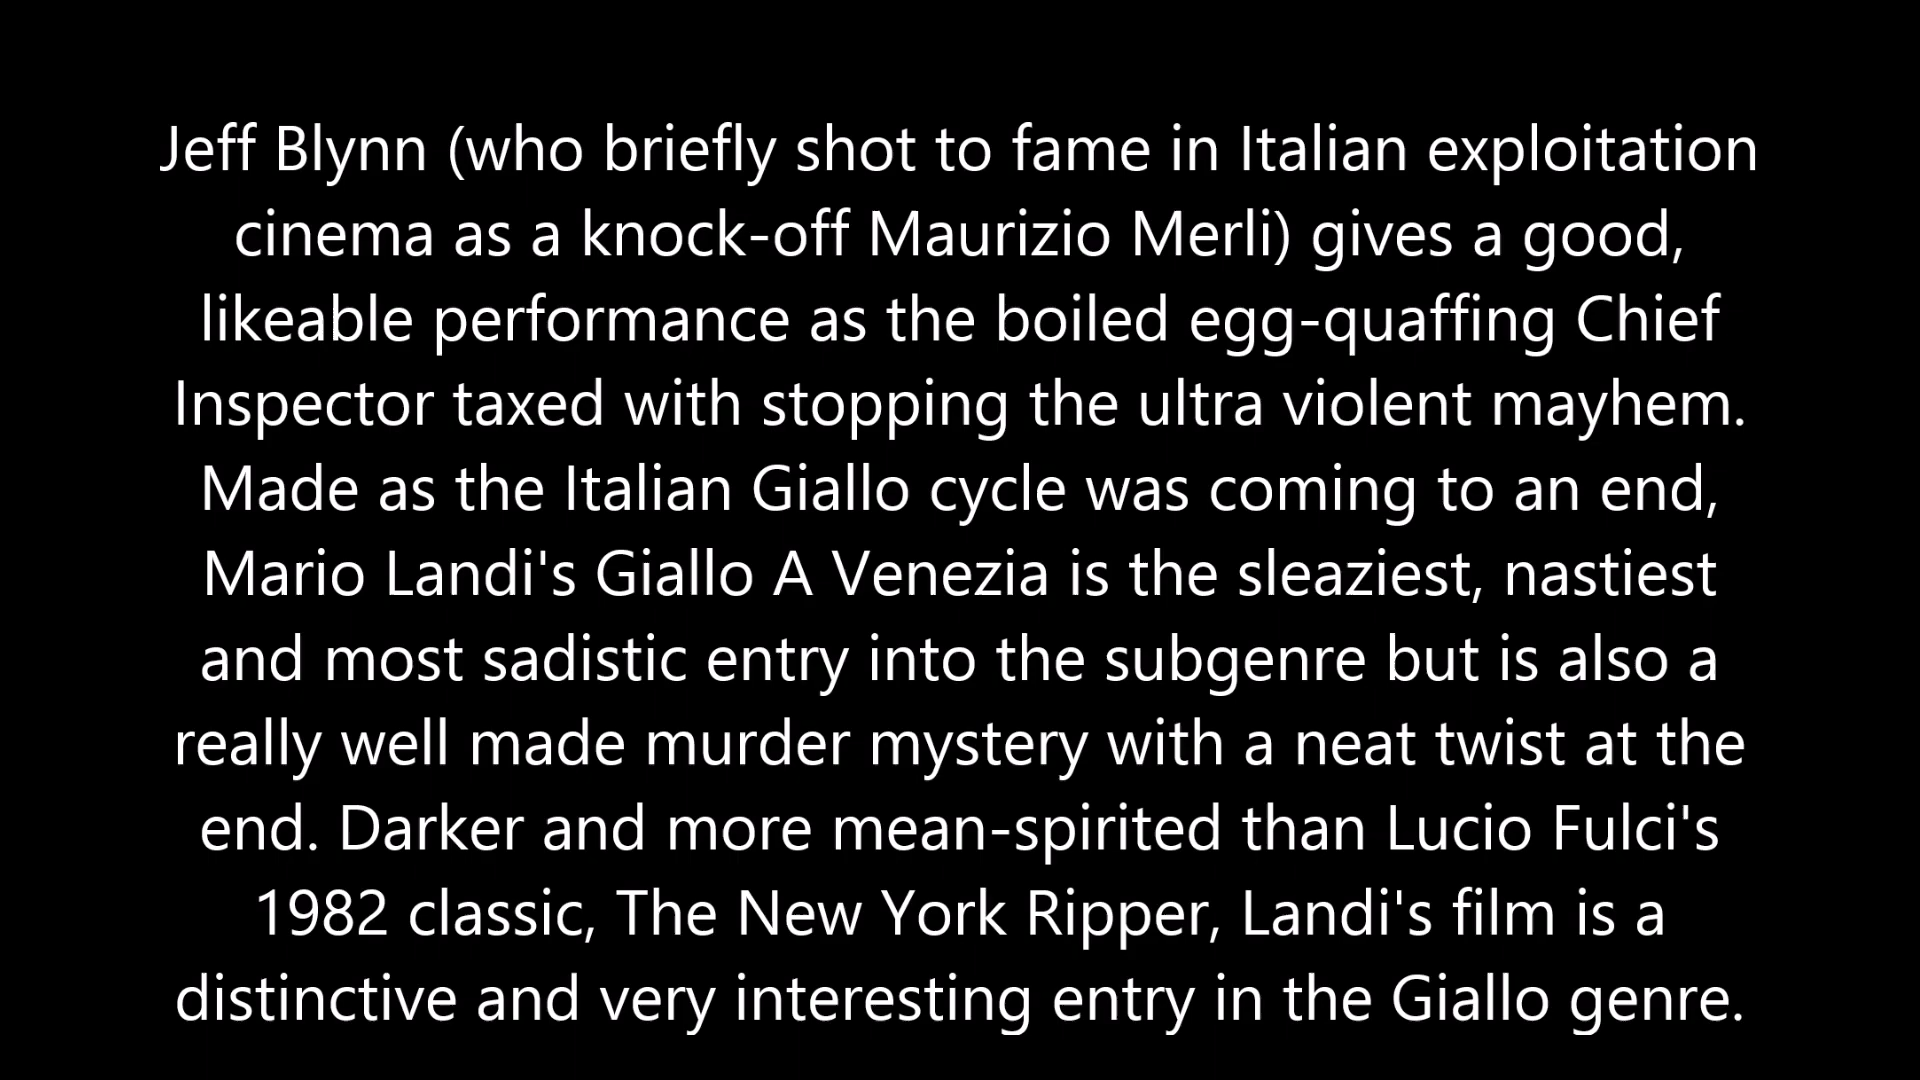 Jeff Blynn (who briefly shot to fame in Italian exploitation
cinema as a knock-off Maurizio Merli) gives a good,
likeable performance as the boiled egg-quaffing Chief
Inspector taxed with stopping the ultra violent mayhem.
Made as the Italian Giallo cycle was coming to an end,
Mario Landi's Giallo A Venezia is the sleaziest, nastiest
and most sadistic entry into the subgenre but is also a
really well made murder mystery with a neat twist at the
end. Darker and more mean-spirited than Lucio Fulci's
1982 classic, The New York Ripper, Landi's film is a
distinctive and very interesting entry in the Giallo genre.